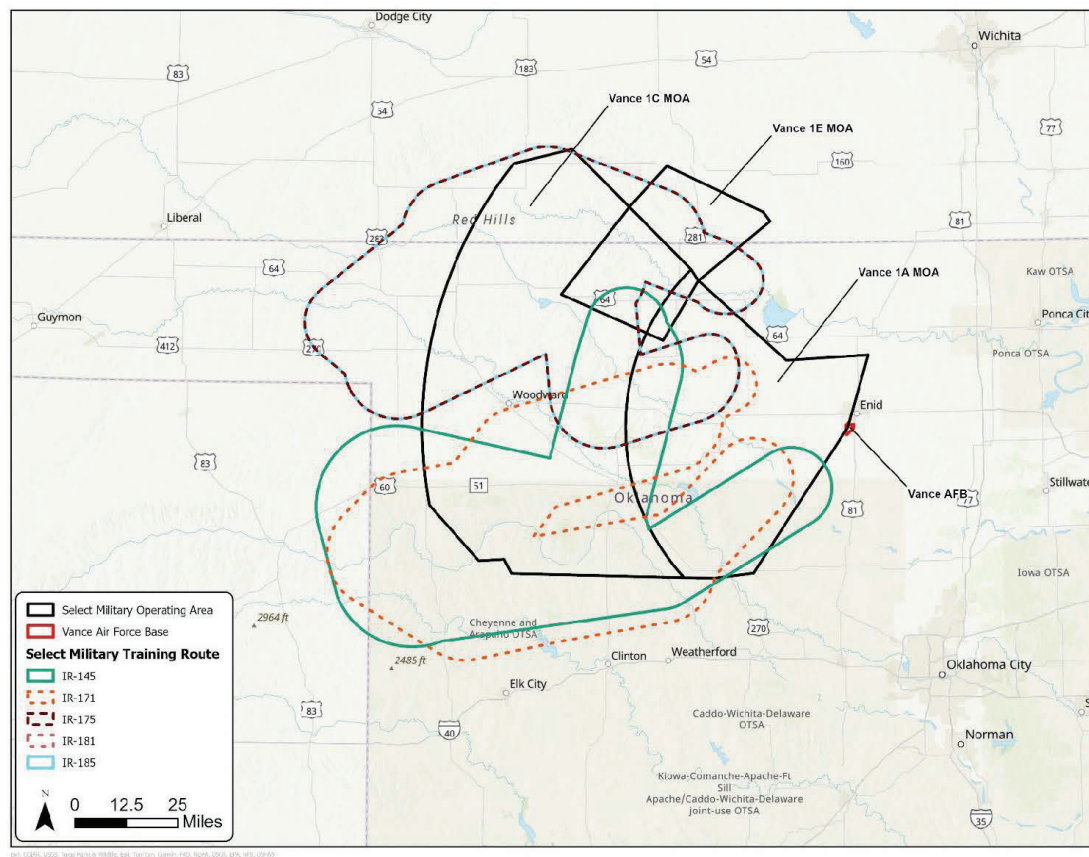 Dodge City
Wichita
83
183
54
54
77
Vance 1C MOA
Vance 1E MOA
160
Liberal
Red Hills
81
283
281
64
Vance 1A MOA
Kaw OTSA
64
Guymon
Ponca City
412
270
64
Ponca OTSA
Woodward
Enid
83
60
51
Oklahoma
Vance AFB
77
Stillwater
81
Iowa OTSA
2964 ft
Cheyenne and
Arapaho OTSA
270
2485 ft
Clinton
Weatherford
Oklahoma City
Elk City
83
40
Caddo-Wichita-Delaware
OTSA
Norman
Kiowa-Comanche-Apache-Ft
Sill
Apache/Caddo-Wichita-Delaware
joint-use OTSA
35
Select Military Operating Area
Vance Air Force Base
Select Military Training Route
IR-145
IR-171
IR-175
IR-181
IR-185
N
0 12.5 25
Miles